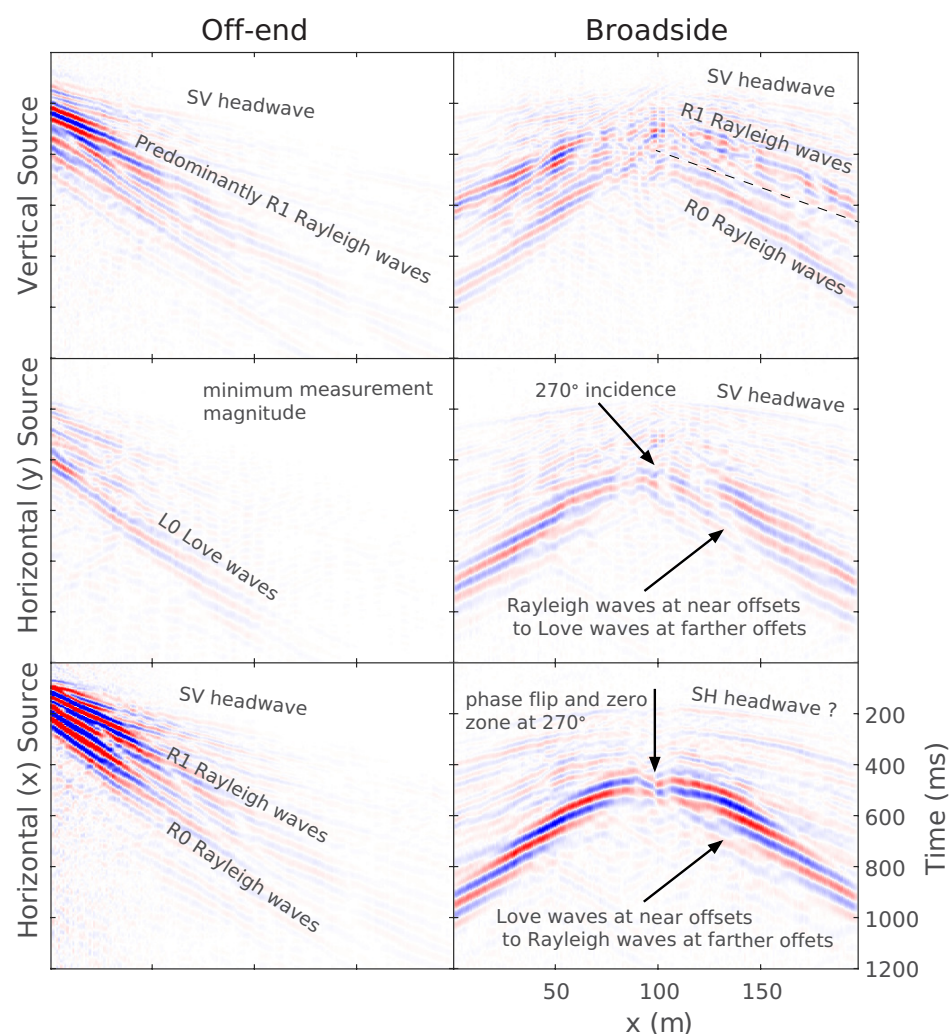 Off-end
Broadside
Vertical Source
SV headwave
Predominantly R1 Rayleigh waves
SV headwave
R1 Rayleigh waves
R0 Rayleigh waves
Horizontal (y) Source
minimum measurement
magnitude
L0 Love waves
270° incidence
SV headwave
Rayleigh waves at near offsets
to Love waves at farther offets
Horizontal (x) Source
SV headwave
R1 Rayleigh waves
R0 Rayleigh waves
phase flip and zero
zone at 270°
SH headwave ?
Love waves at near offsets
to Rayleigh waves at farther offets
200
400
600
800
1000
1200
Time (ms)
50
100
150
x (m)